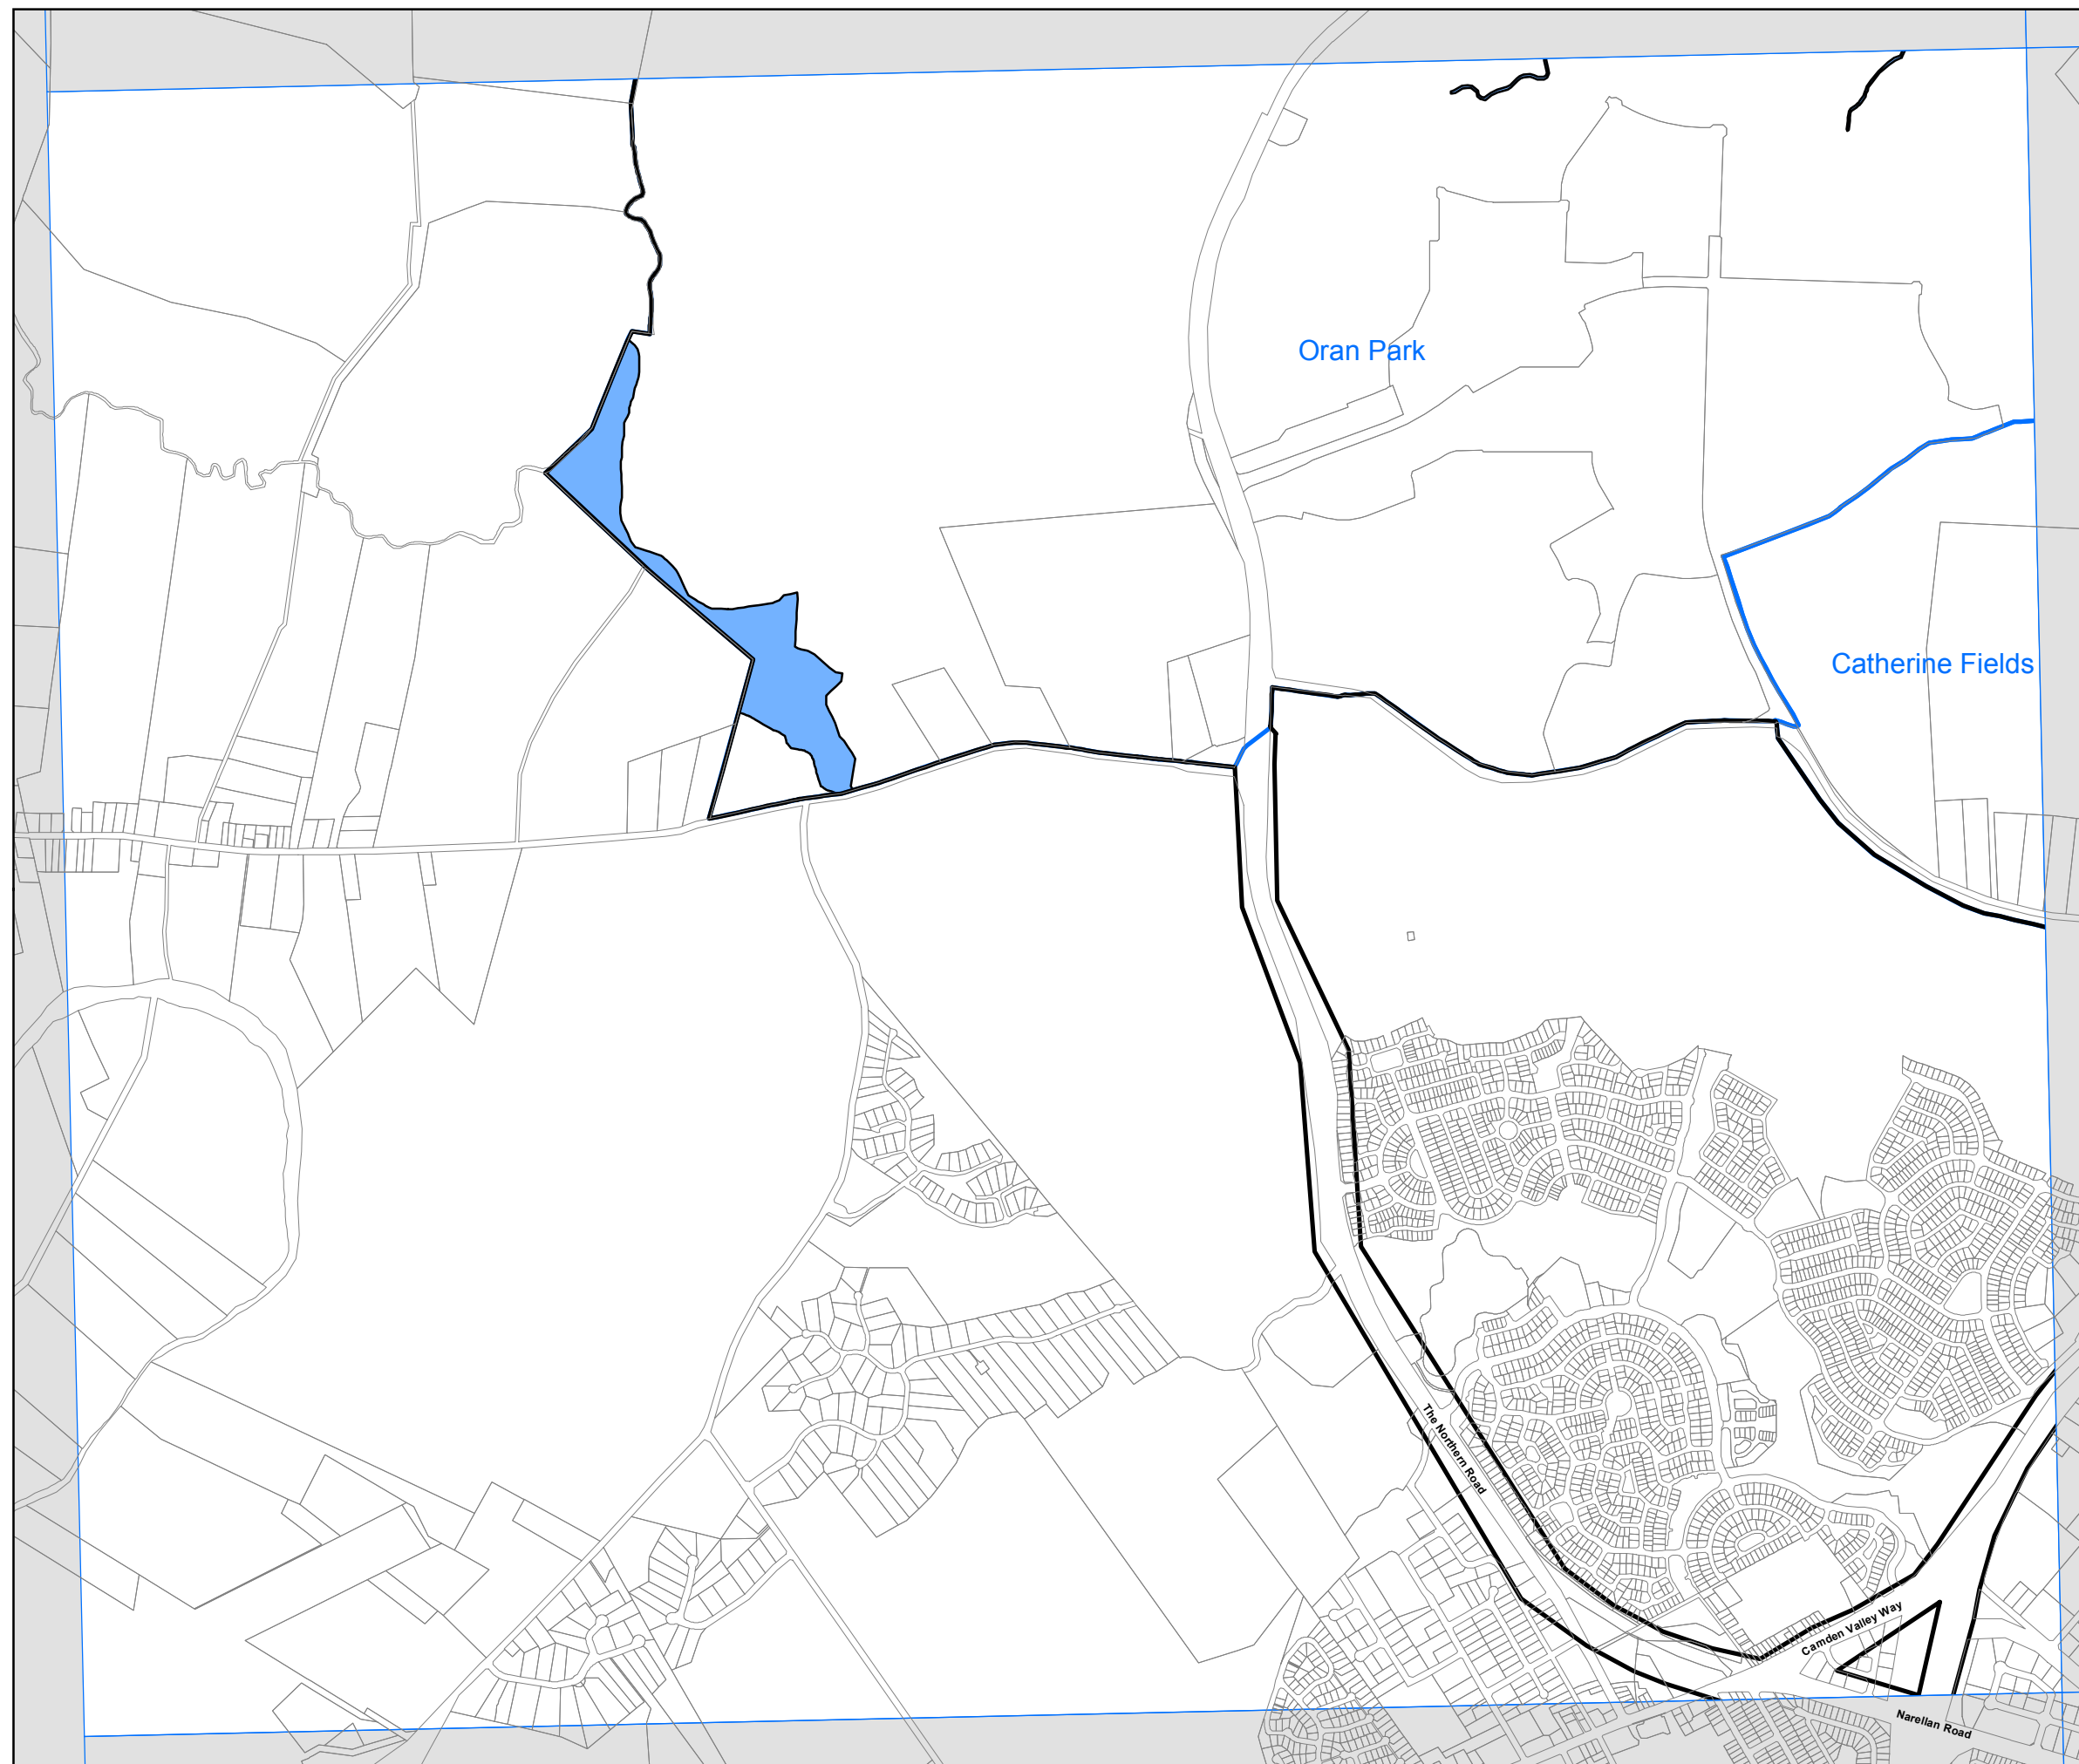 Oran Park
Catherine Fields
The Northern Road
Camden Valley Way
Narellan Road